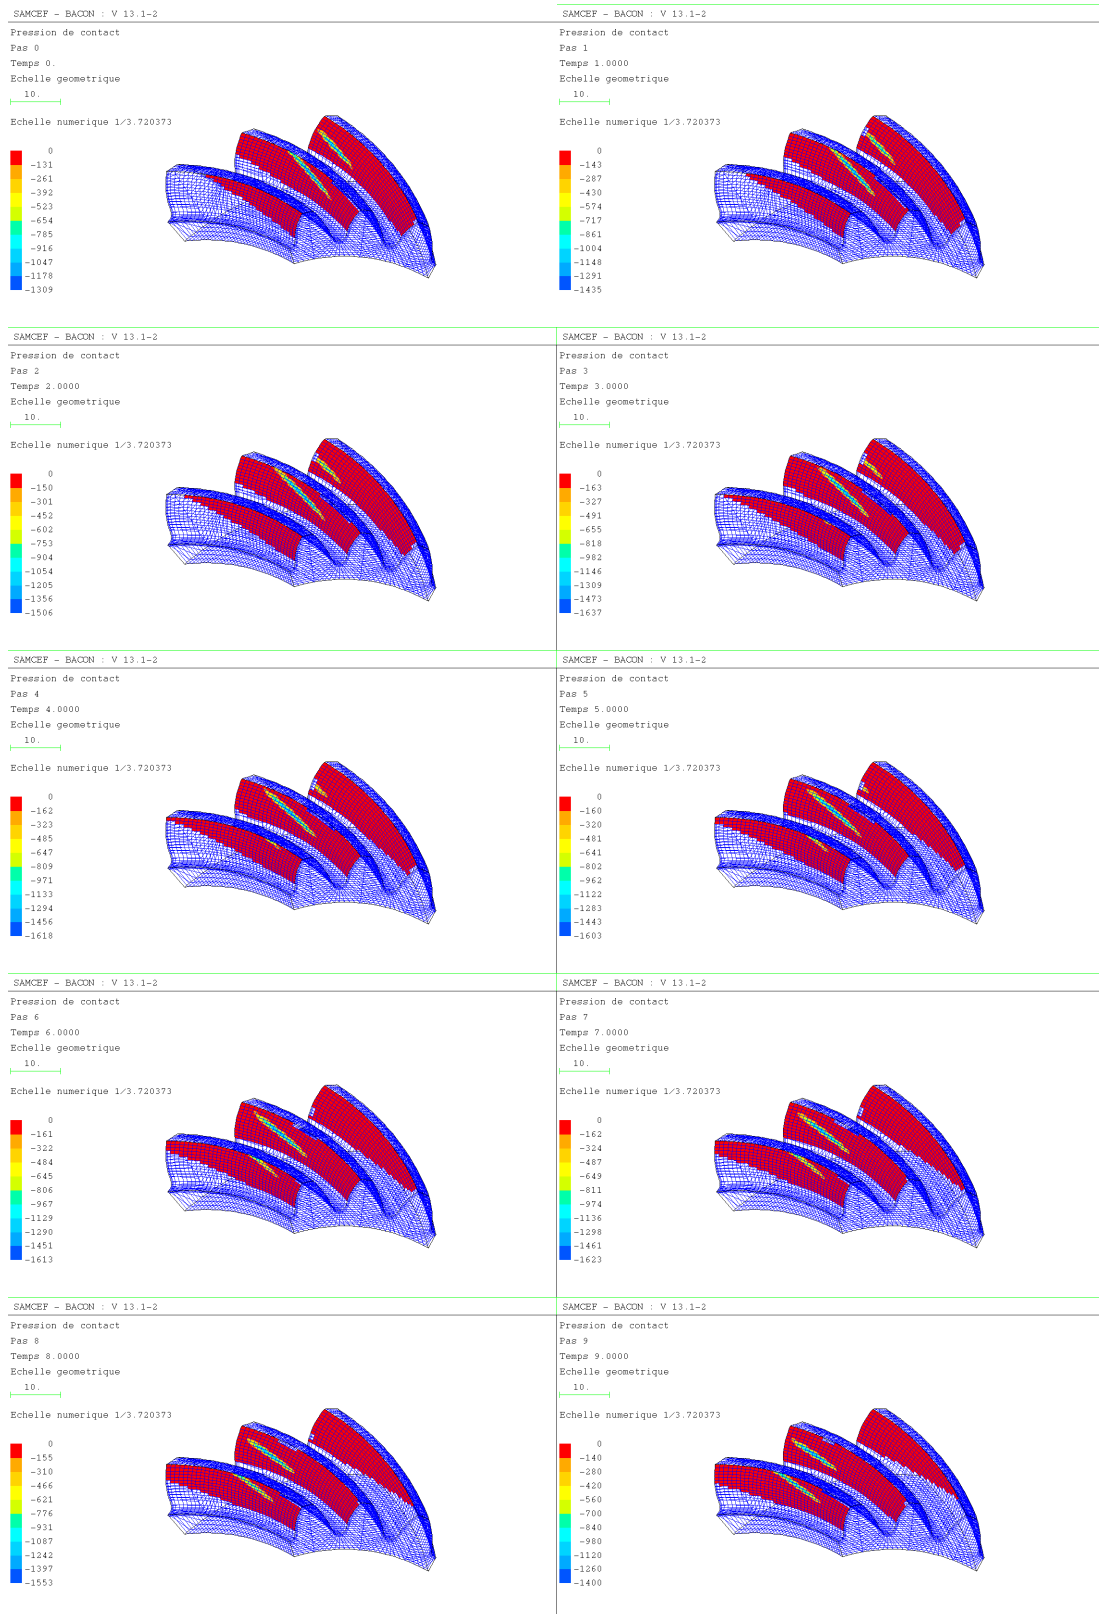 SAMCEF - BACON : V 13.1-2
Pression de contact
Pas 0
Temps 0.
Echelle geometrique
10.
Echelle numerique 1/3.720373
0
-131
-261
-392
-523
-654
-785
-916
-1047
-1178
-1309
SAMCEF - BACON : V 13.1-2
Pression de contact
Pas 1
Temps 1.0000
Echelle geometrique
10.
Echelle numerique 1/3.720373
0
-143
-287
-430
-574
-717
-861
-1004
-1148
-1291
-1435
SAMCEF - BACON : V 13.1-2
Pression de contact
Pas 2
Temps 2.0000
Echelle geometrique
10.
Echelle numerique 1/3.720373
0
-150
-301
-452
-602
-753
-904
-1054
-1205
-1356
-1506
SAMCEF - BACON : V 13.1-2
Pression de contact
Pas 3
Temps 3.0000
Echelle geometrique
10.
Echelle numerique 1/3.720373
0
-163
-327
-491
-655
-818
-982
-1146
-1309
-1473
-1637
SAMCEF - BACON : V 13.1-2
Pression de contact
Pas 4
Temps 4.0000
Echelle geometrique
10.
Echelle numerique 1/3.720373
0
-162
-323
-485
-647
-809
-971
-1133
-1294
-1456
-1618
SAMCEF - BACON : V 13.1-2
Pression de contact
Pas 5
Temps 5.0000
Echelle geometrique
10.
Echelle numerique 1/3.720373
0
-160
-320
-481
-641
-802
-962
-1122
-1283
-1443
-1603
SAMCEF - BACON : V 13.1-2
Pression de contact
Pas 6
Temps 6.0000
Echelle geometrique
10.
Echelle numerique 1/3.720373
0
-161
-322
-484
-645
-806
-967
-1129
-1290
-1451
-1613
SAMCEF - BACON : V 13.1-2
Pression de contact
Pas 7
Temps 7.0000
Echelle geometrique
10.
Echelle numerique 1/3.720373
0
-162
-324
-487
-649
-811
-974
-1136
-1298
-1461
-1623
SAMCEF - BACON : V 13.1-2
Pression de contact
Pas 8
Temps 8.0000
Echelle geometrique
10.
Echelle numerique 1/3.720373
0
-155
-310
-466
-621
-776
-931
-1087
-1242
-1397
-1553
SAMCEF - BACON : V 13.1-2
Pression de contact
Pas 9
Temps 9.0000
Echelle geometrique
10.
Echelle numerique 1/3.720373
0
-140
-280
-420
-560
-700
-840
-980
-1120
-1260
-1400